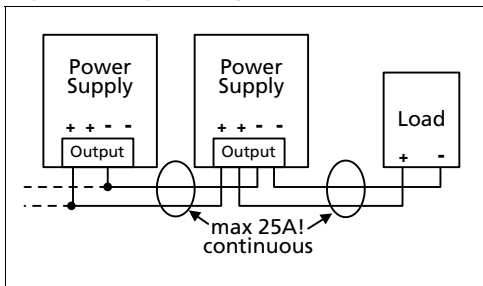 Power
Supply
+ + - -
Output
Power
Supply
+ + - -
Output
Load
+ -
max 25A!
continuous